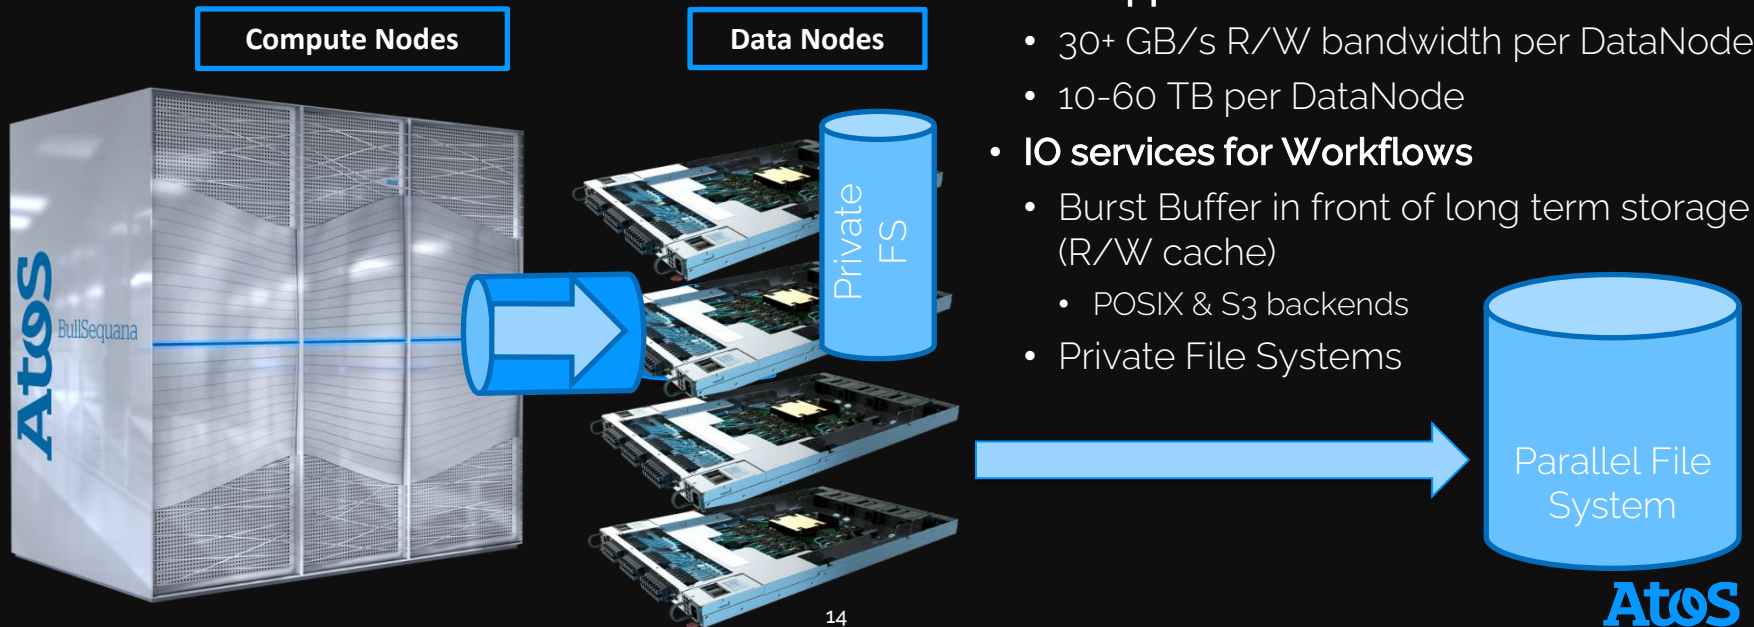 Compute Nodes
Data Nodes
• 30+ GB/s R/W bandwidth per DataNode
• 10-60 TB per DataNode
• IO services for Workflows
• Burst Buffer in front of long term storage
(R/W cache)
• POSIX & S3 backends
• Private File Systems
Private
FS
Atos
BullSequana
Parallel File
System
14
Atos